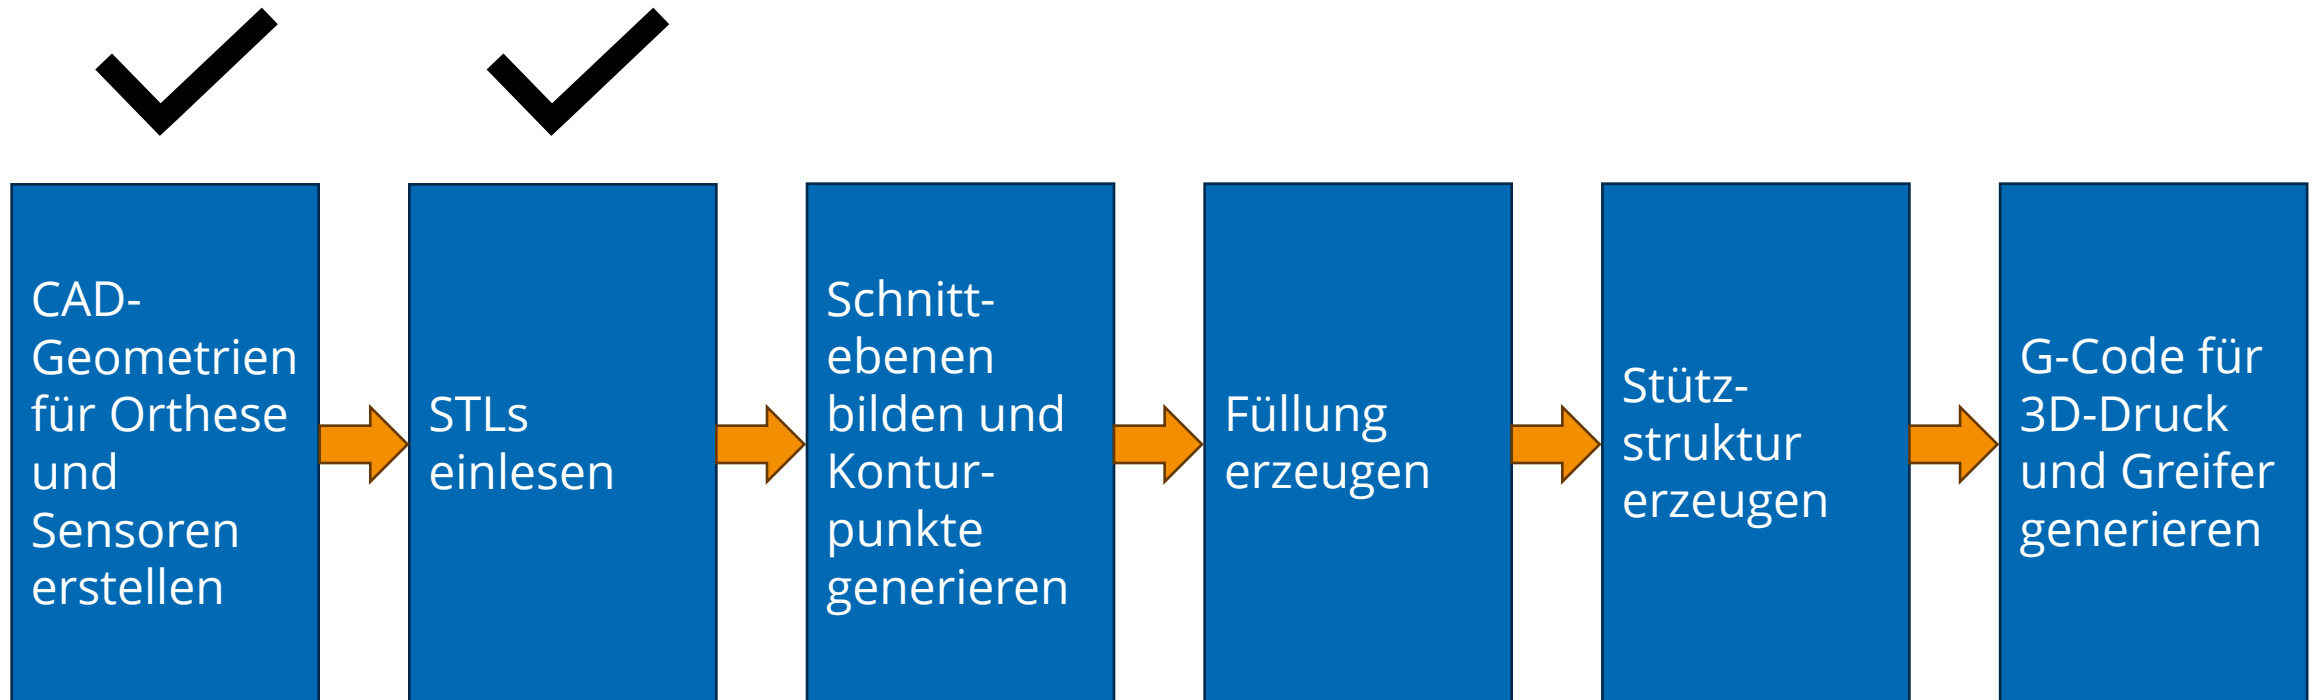 CAD-
Geometrien
für Orthese
und
Sensoren
erstellen
STLs
einlesen
Schnitt-
ebenen
bilden und
Kontur-
punkte
generieren
Füllung
erzeugen
Stütz-
struktur
erzeugen
G-Code für
3D-Druck
und Greifer
generieren